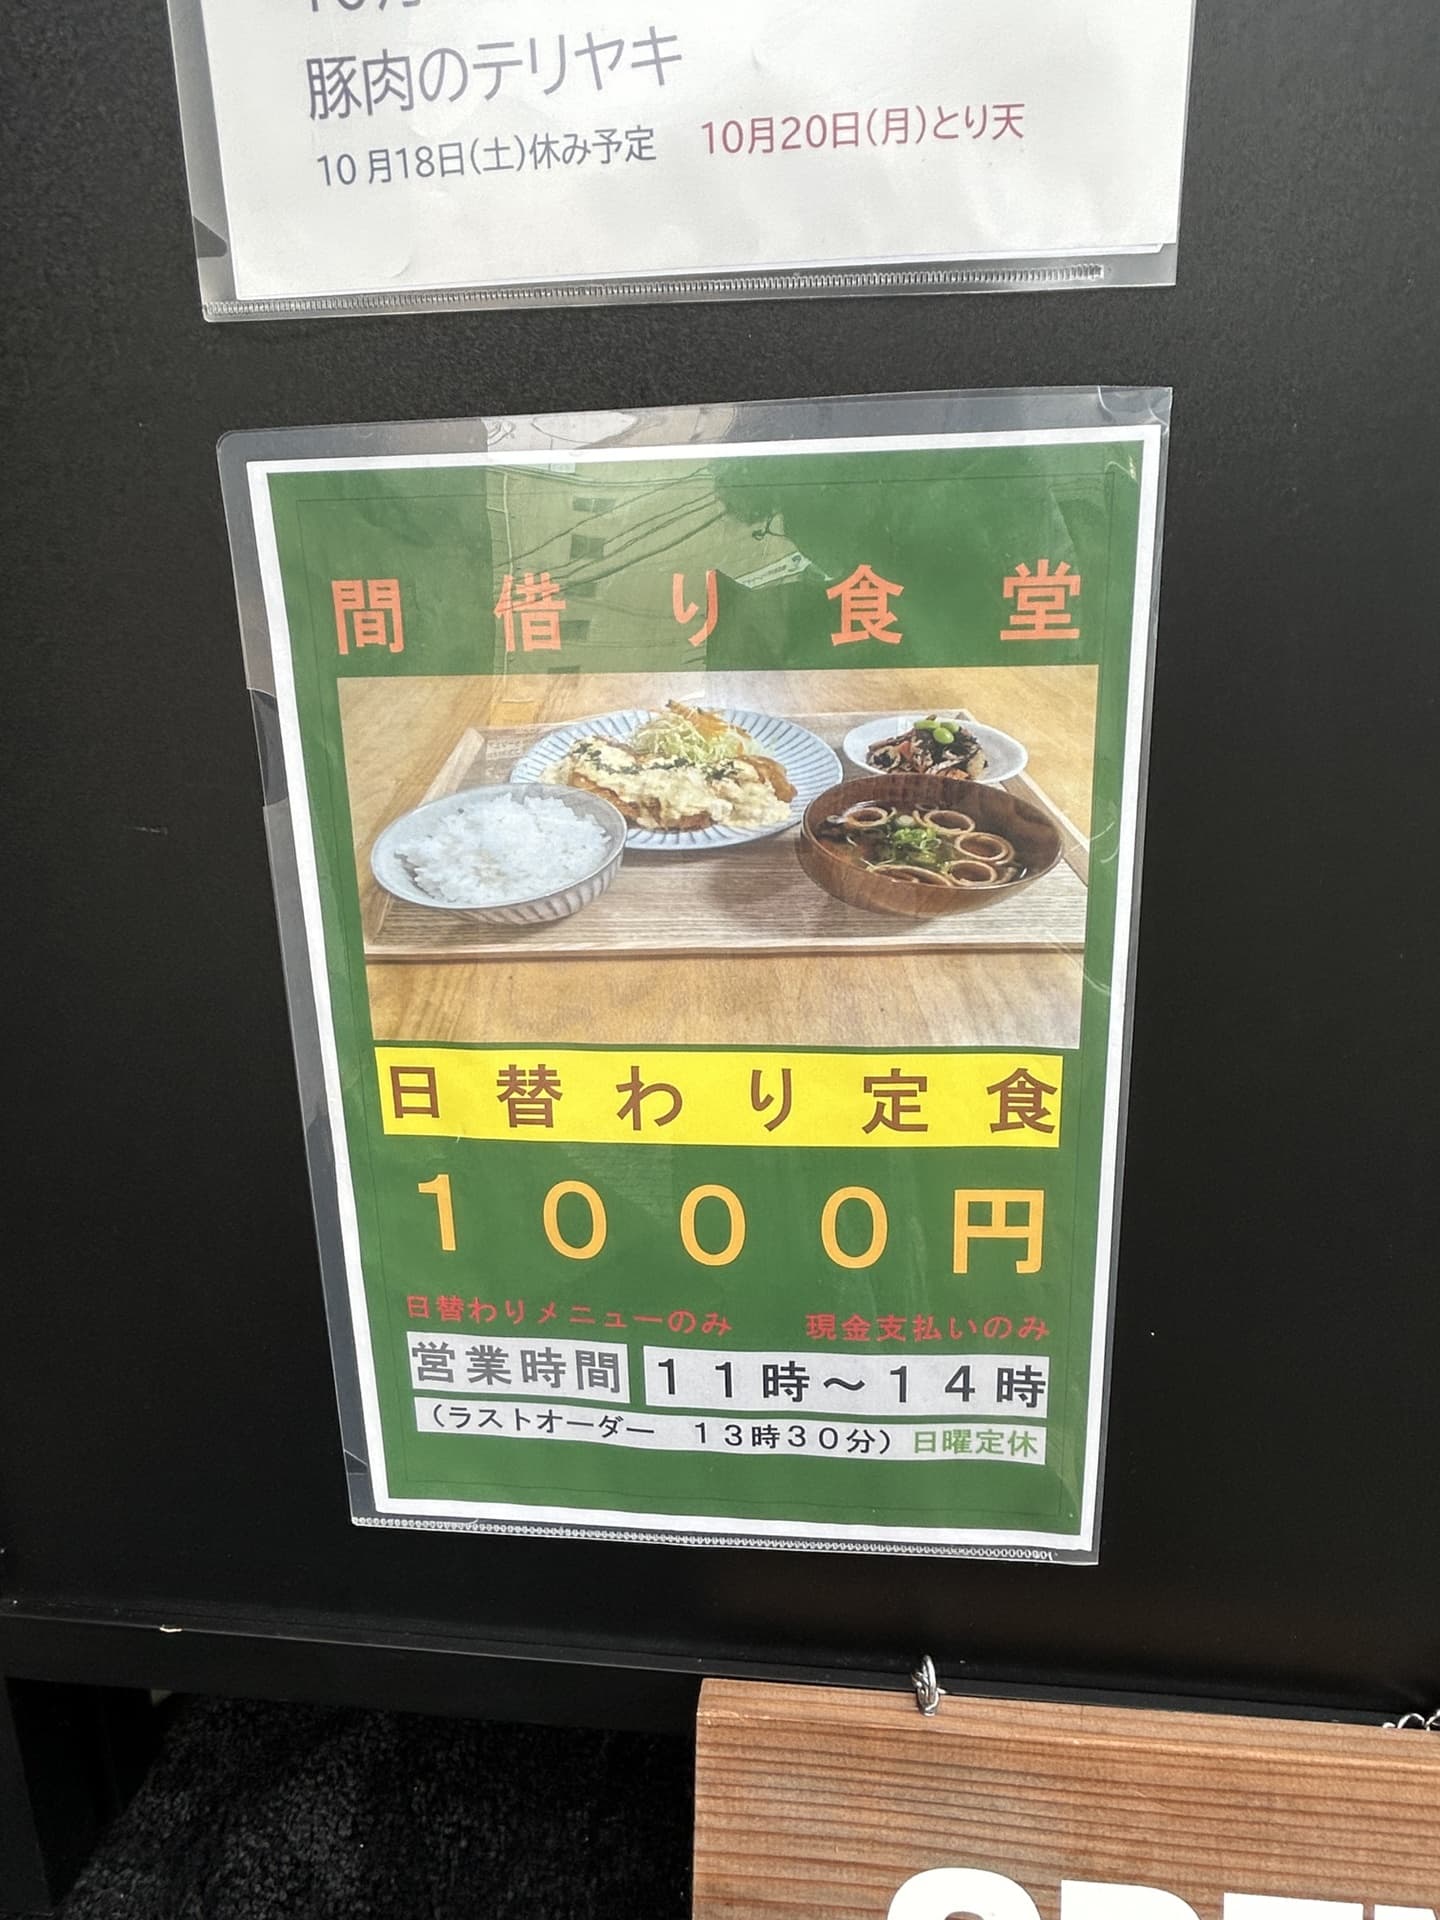 豚肉のテリヤキ
10月18日(土)休み予定 10月20日(月)とり天
間借り食堂
日替わり定食
1000円
日替わりメニューのみ 現金支払いのみ
営業時間 11時～14時
(ラストオーダー 13時30分) 日曜定休